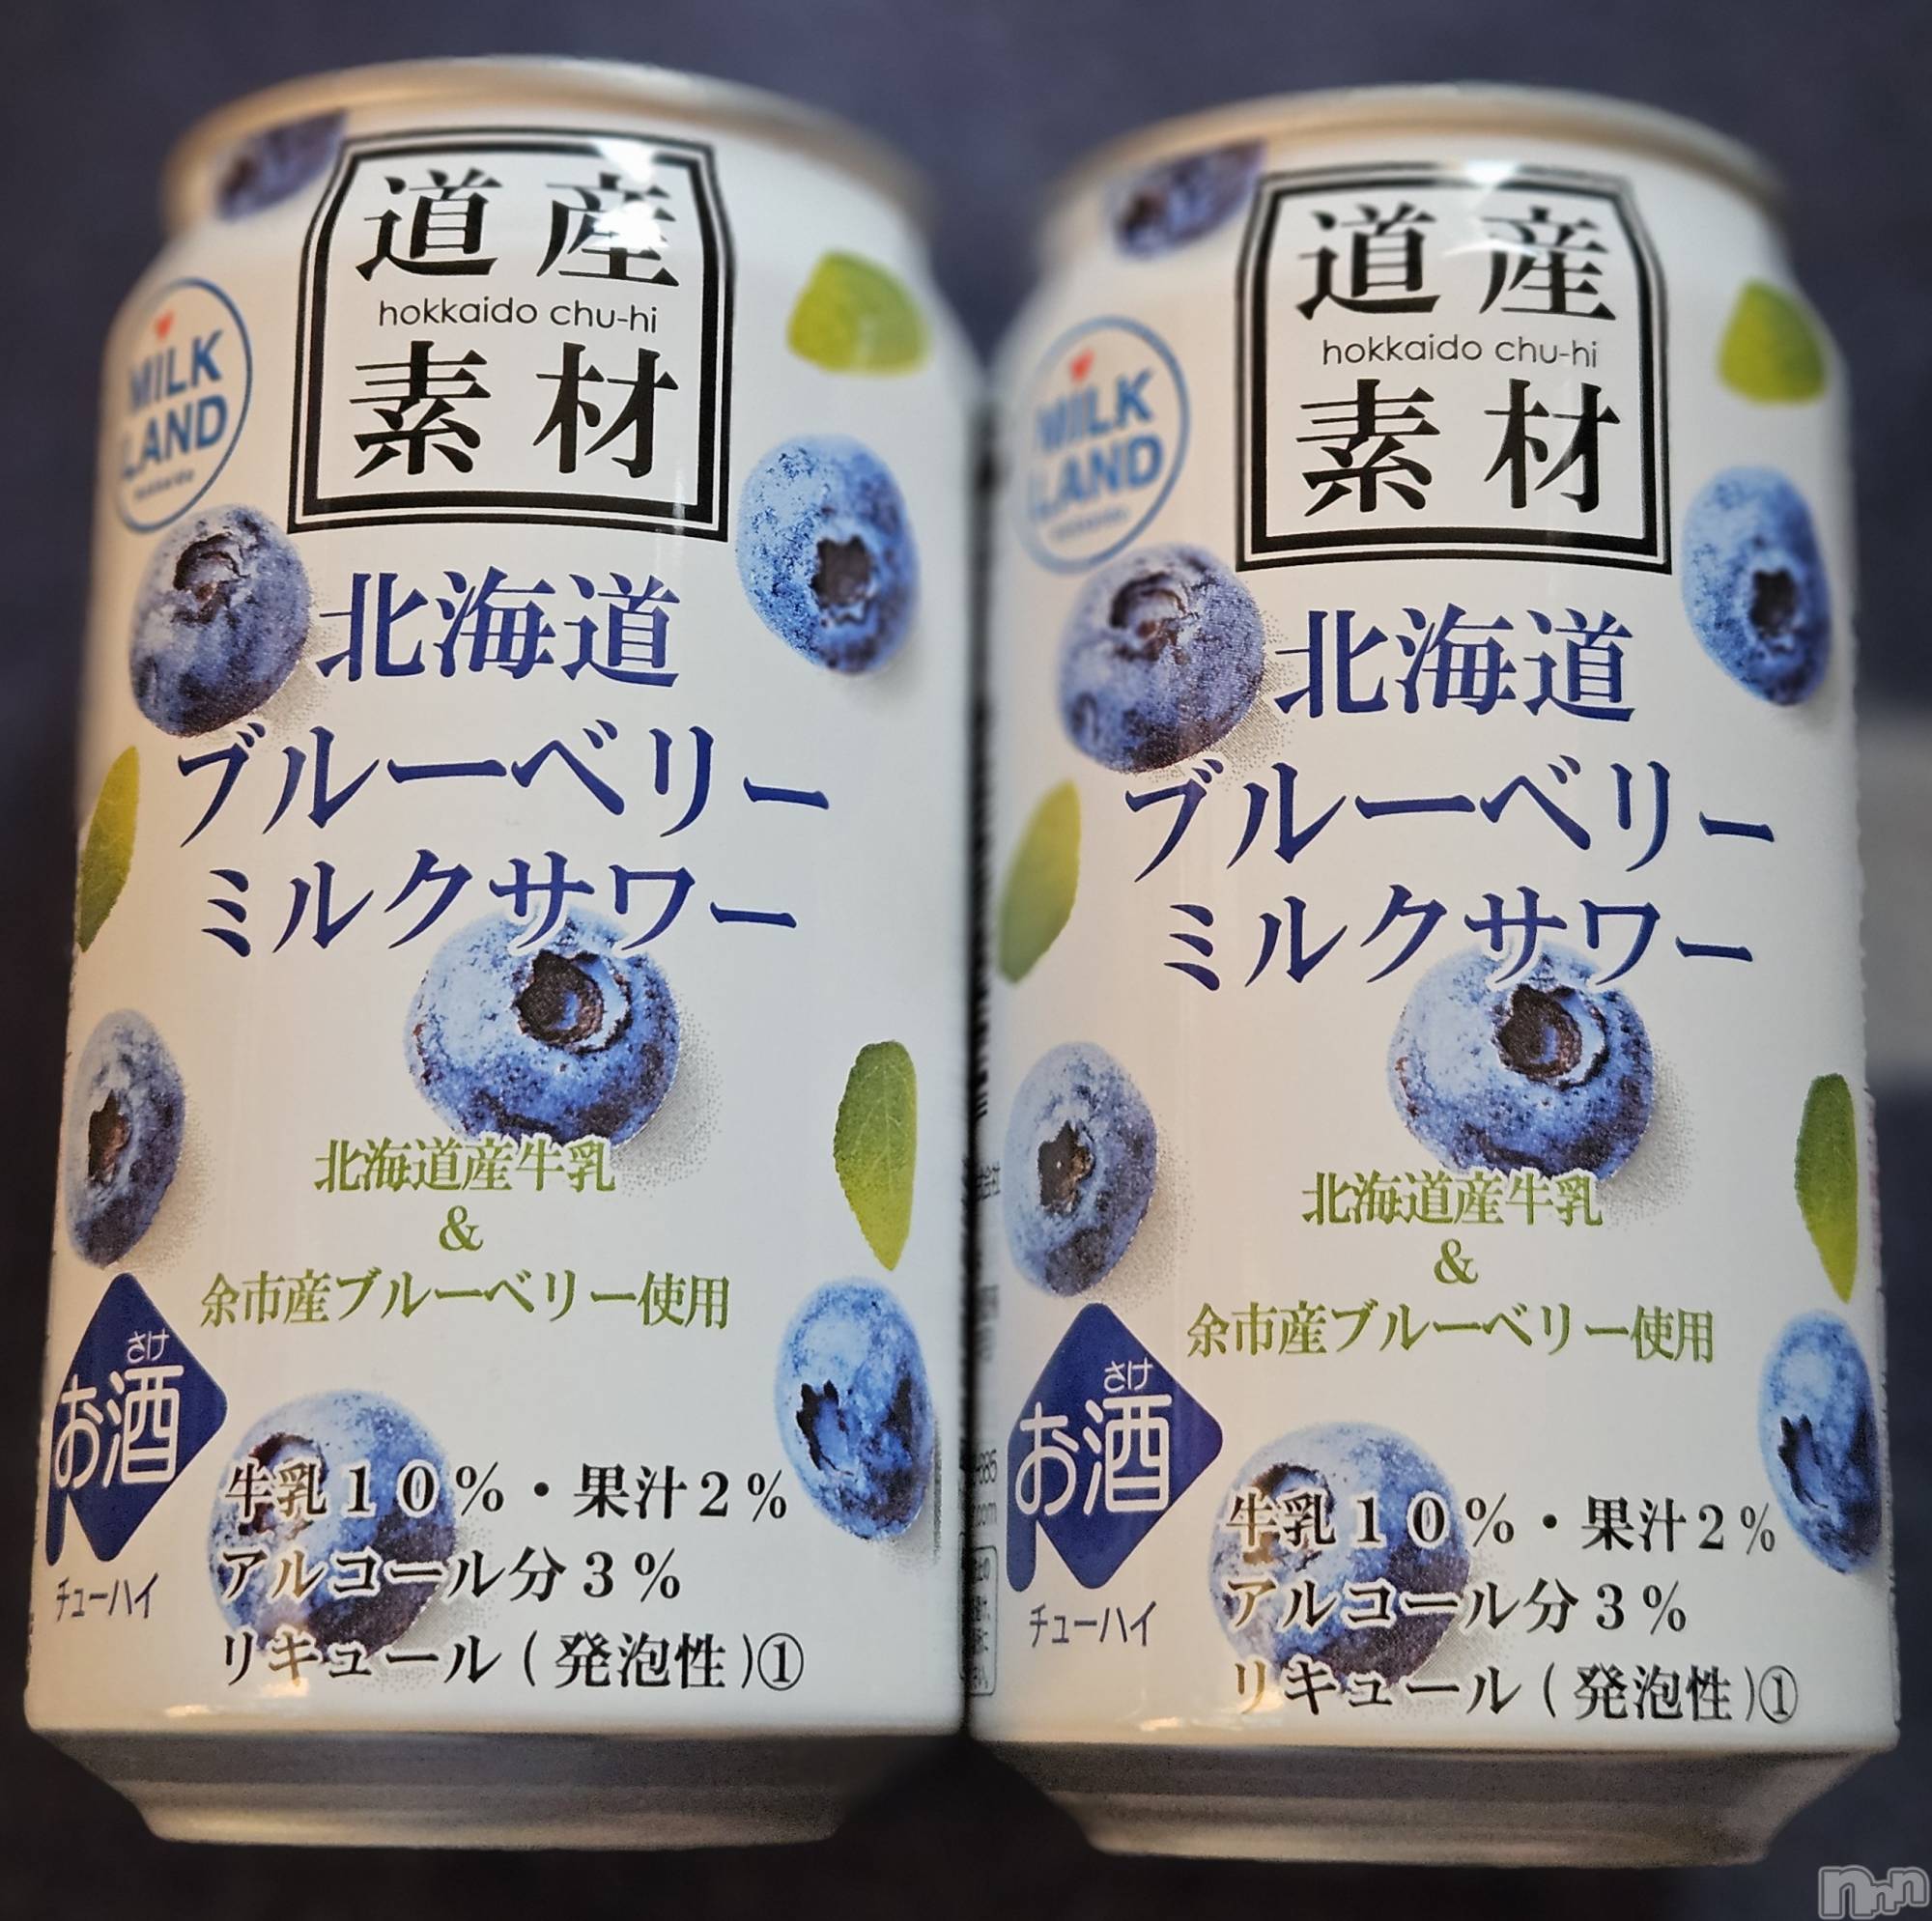 道産
hokkaido chu-hi
素材
MILK
LAND
hokkaido
北海道
ブルーベリー
ミルクサワー
北海道産牛乳
&
余市産ブルーベリー使用
さけ
お酒
チューハイ
牛乳10%・果汁2%
アルコール分3%
リキュール(発泡性)①
道産
hokkaido chu-hi
素材
MILK
LAND
hokkaido
北海道
ブルーベリー
ミルクサワー
北海道産牛乳
&
余市産ブルーベリー使用
さけ
お酒
チューハイ
牛乳10%・果汁2%
アルコール分3%
リキュール(発泡性)①
nnn